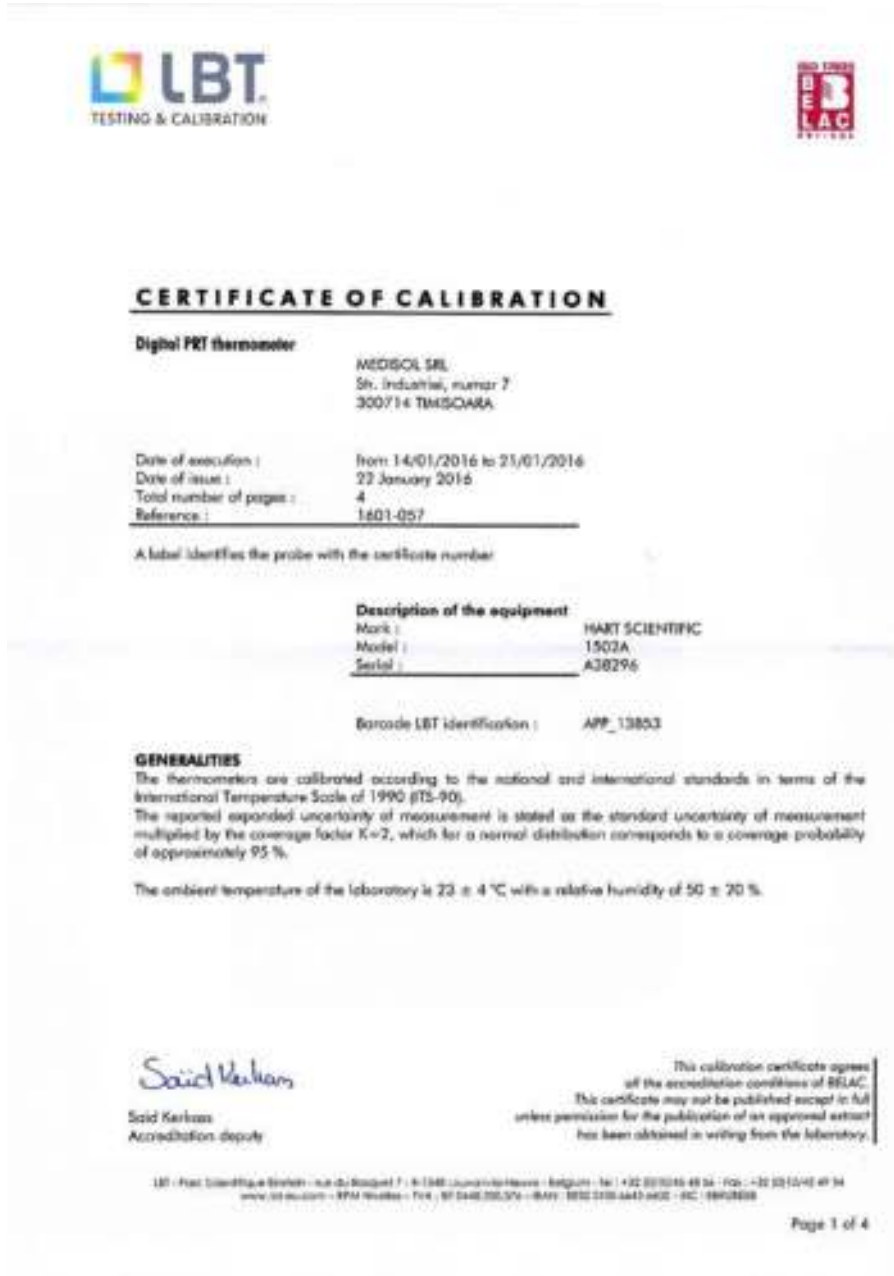 LBT
TESTING & CALIBRATION
BELAC
CERTIFICATE OF CALIBRATION
Digital PRT thermometer
MEDISOL SRL
Str. Industriei, numar 7
300714 TIMISOARA
Date of execution : from 14/01/2016 to 21/01/2016
Date of issue : 22 January 2016
Total number of pages : 4
Reference : 1601-057
A label identifies the probe with the certificate number
Description of the equipment
Mark : HART SCIENTIFIC
Model : 1502A
Serial : A38296
Barcode LBT identification : APP_13853
GENERALITIES
The thermometers are calibrated according to the national and international standards in terms of the
International Temperature Scale of 1990 (ITS-90).
The reported expanded uncertainty of measurement is stated as the standard uncertainty of measurement
multiplied by the coverage factor K=2, which for a normal distribution corresponds to a coverage probability
of approximately 95 %.
The ambient temperature of the laboratory is 23 ± 4 °C with a relative humidity of 50 ± 20 %.
Said
Accreditation deputy
This calibration certificate agrees
all the accreditation conditions of BELAC.
This certificate may not be published except in full
unless permission for the publication of an approved extract
has been obtained in writing from the laboratory.
Page 1 of 4